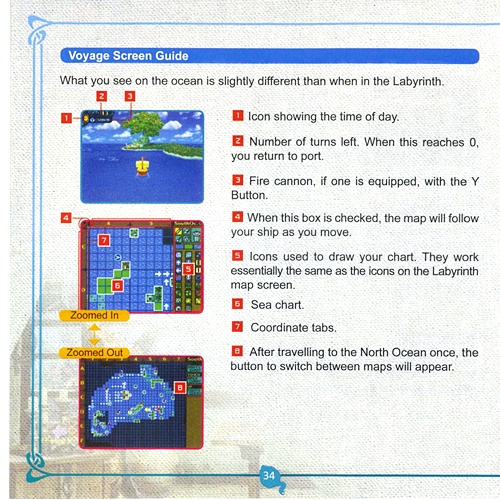 Voyage Screen Guide
What you see on the ocean is slightly different than when in the Labyrinth.
2 3
1
1 Icon showing the time of day.
2 Number of turns left. When this reaches 0,
you return to port.
3 Fire cannon, if one is equipped, with the Y
Button.
4
4 When this box is checked, the map will follow
your ship as you move.
7
5
6
5 Icons used to draw your chart. They work
essentially the same as the icons on the Labyrinth
map screen.
6 Sea chart.
Zoomed In
7 Coordinate tabs.
Zoomed Out
8
8 After travelling to the North Ocean once, the
button to switch between maps will appear.
34